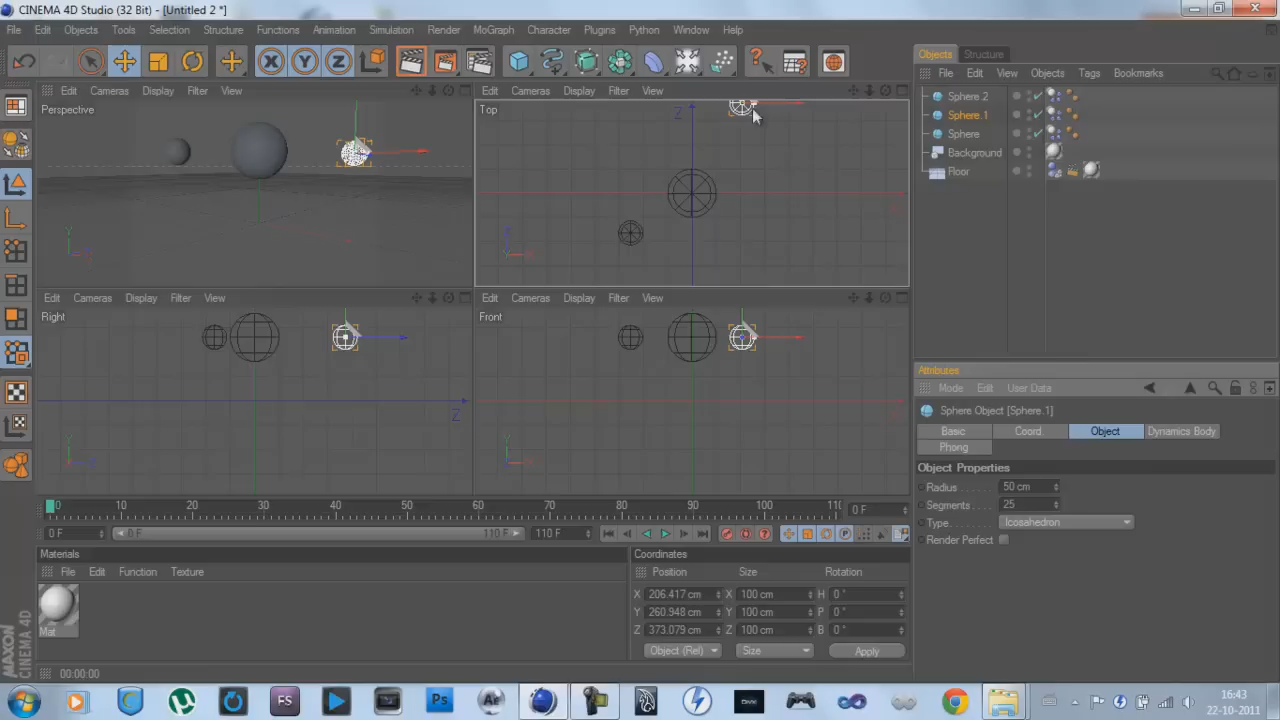 CINEMA 4D Studio (32 Bit) - [Untitled 2 *]
File Edit Objects Tools Selection Structure Functions Animation Simulation Render MoGraph Character Plugins Python Window Help
X Y Z
Objects Structure
File Edit View Objects Tags Bookmarks
Sphere.2
Sphere.1
Sphere
Background
Floor
Edit Cameras Display Filter View
Perspective
Y
Edit Cameras Display Filter View
Top
Z
Edit Cameras Display Filter View
Right
Z
Y
Edit Cameras Display Filter View
Front
Y
Attributes
Mode Edit User Data
Sphere Object [Sphere.1]
Basic Coord. Object Dynamics Body
Phong
Object Properties
Radius 50 cm
Segments 25
Type Icosahedron
Render Perfect
0 10 20 30 40 50 60 70 80 90 100 11
0 F
0 F 0 F 110 F 110 F
Materials
File Edit Function Texture
Mat
Coordinates
Position Size Rotation
X 206.417 cm X 100 cm H 0 °
Y 260.948 cm Y 100 cm P 0 °
Z 373.079 cm Z 100 cm B 0 °
Object (Rel) Size Apply
MAXON
CINEMA 4D
00:00:00
FS Ps Ae DIVX
16:43
22-10-2011